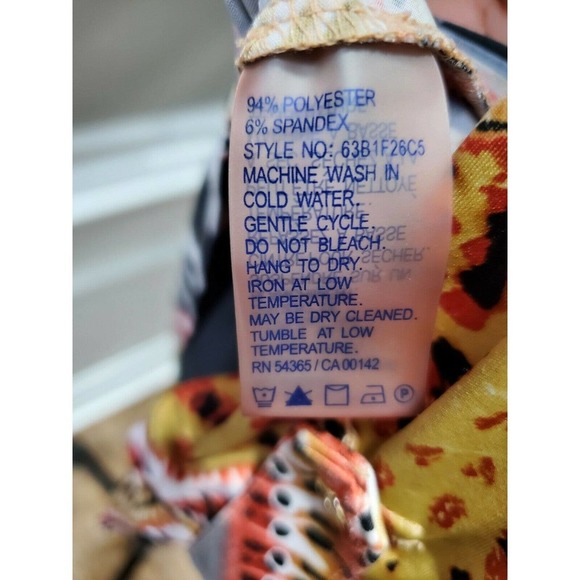 94% POLYESTER
6% SPANDEX
STYLE NO: 63B1F26C5
MACHINE WASH IN
COLD WATER.
GENTLE CYCLE.
DO NOT BLEACH.
HANG TO DRY.
IRON AT LOW
TEMPERATURE.
MAY BE DRY CLEANED.
TUMBLE AT LOW
TEMPERATURE.
RN 54365 / CA 00142
P